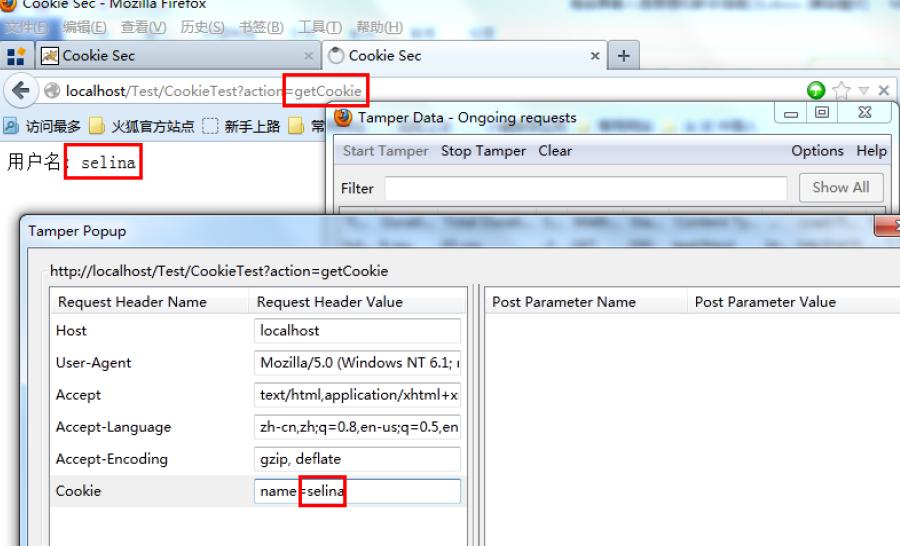 Cookie Sec - Mozilla Firefox
文件(F) 编辑(E) 查看(V) 历史(S) 书签(B) 工具(T) 帮助(H)
Cookie Sec × Cookie Sec × +
localhost/Test/CookieTest?action=getCookie
访问最多 火狐官方站点 新手上路 常
Tamper Data - Ongoing requests
用户名: selina
Start Tamper Stop Tamper Clear Options Help
Filter Show All
Tamper Popup
http://localhost/Test/CookieTest?action=getCookie
Request Header Name Request Header Value Post Parameter Name Post Parameter Value
Host localhost
User-Agent Mozilla/5.0 (Windows NT 6.1;
Accept text/html,application/xhtml+x
Accept-Language zh-cn,zh;q=0.8,en-us;q=0.5,en
Accept-Encoding gzip, deflate
Cookie name=selina